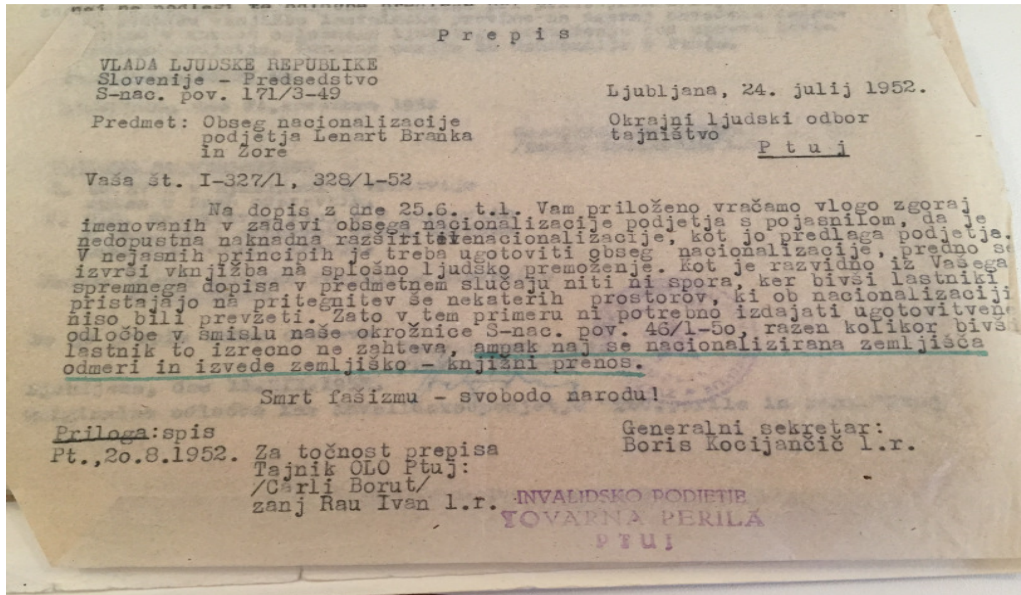 Prepis
VLADA LJUDSKE REPUBLIKE
Slovenije - Predsedstvo
S-nac. pov. 171/3-49
Ljubljana, 24. julij 1952.
Predmet: Obseg nacionalizacije
podjetja Lenart Branka
in Zore
Okrajni ljudski odbor
tajništvo
Ptuj
Vaša št. I-327/1, 328/1-52
Na dopis z dne 25.6. t.l. Vam priloženo vračamo vlogo zgoraj
imenovanih v zadevi obsega nacionalizacije podjetja s pojasnilom, da je
nedopustna naknadna razširitev nacionalizacije, kot jo predlaga podjetje.
V nejasnih principih je treba ugotoviti obseg nacionalizacije, predno se
izvrši vknjižba na splošno ljudsko premoženje. Kot je razvidno iz Vašega
spremnega dopisa v predmetnem slučaju niti ni spora, ker bivši lastniki
pristajajo na pritegnitev še nekaterih prostorov, ki ob nacionalizaciji
niso bili prevzeti. Zato v tem primeru ni potrebno izdajati ugotovitvene
odločbe v smislu naše okrožnice S-nac. pov. 46/1-5o, razen kolikor bivši
lastnik to izrecno ne zahteva, ampak naj se nacionalizirana zemljišča
odmeri in izvede zemljiško - knjižni prenos.
Smrt fašizmu - svobodo narodu!
Priloga:spis
Pt.,2o.8.1952.
Za točnost prepisa
Tajnik OLO Ptuj:
/Carli Borut/
zanj Rau Ivan l.r.
Generalni sekretar:
Boris Kocijančič l.r.
INVALIDSKO PODJETJE
TOVARNA PERILA
PTUJ